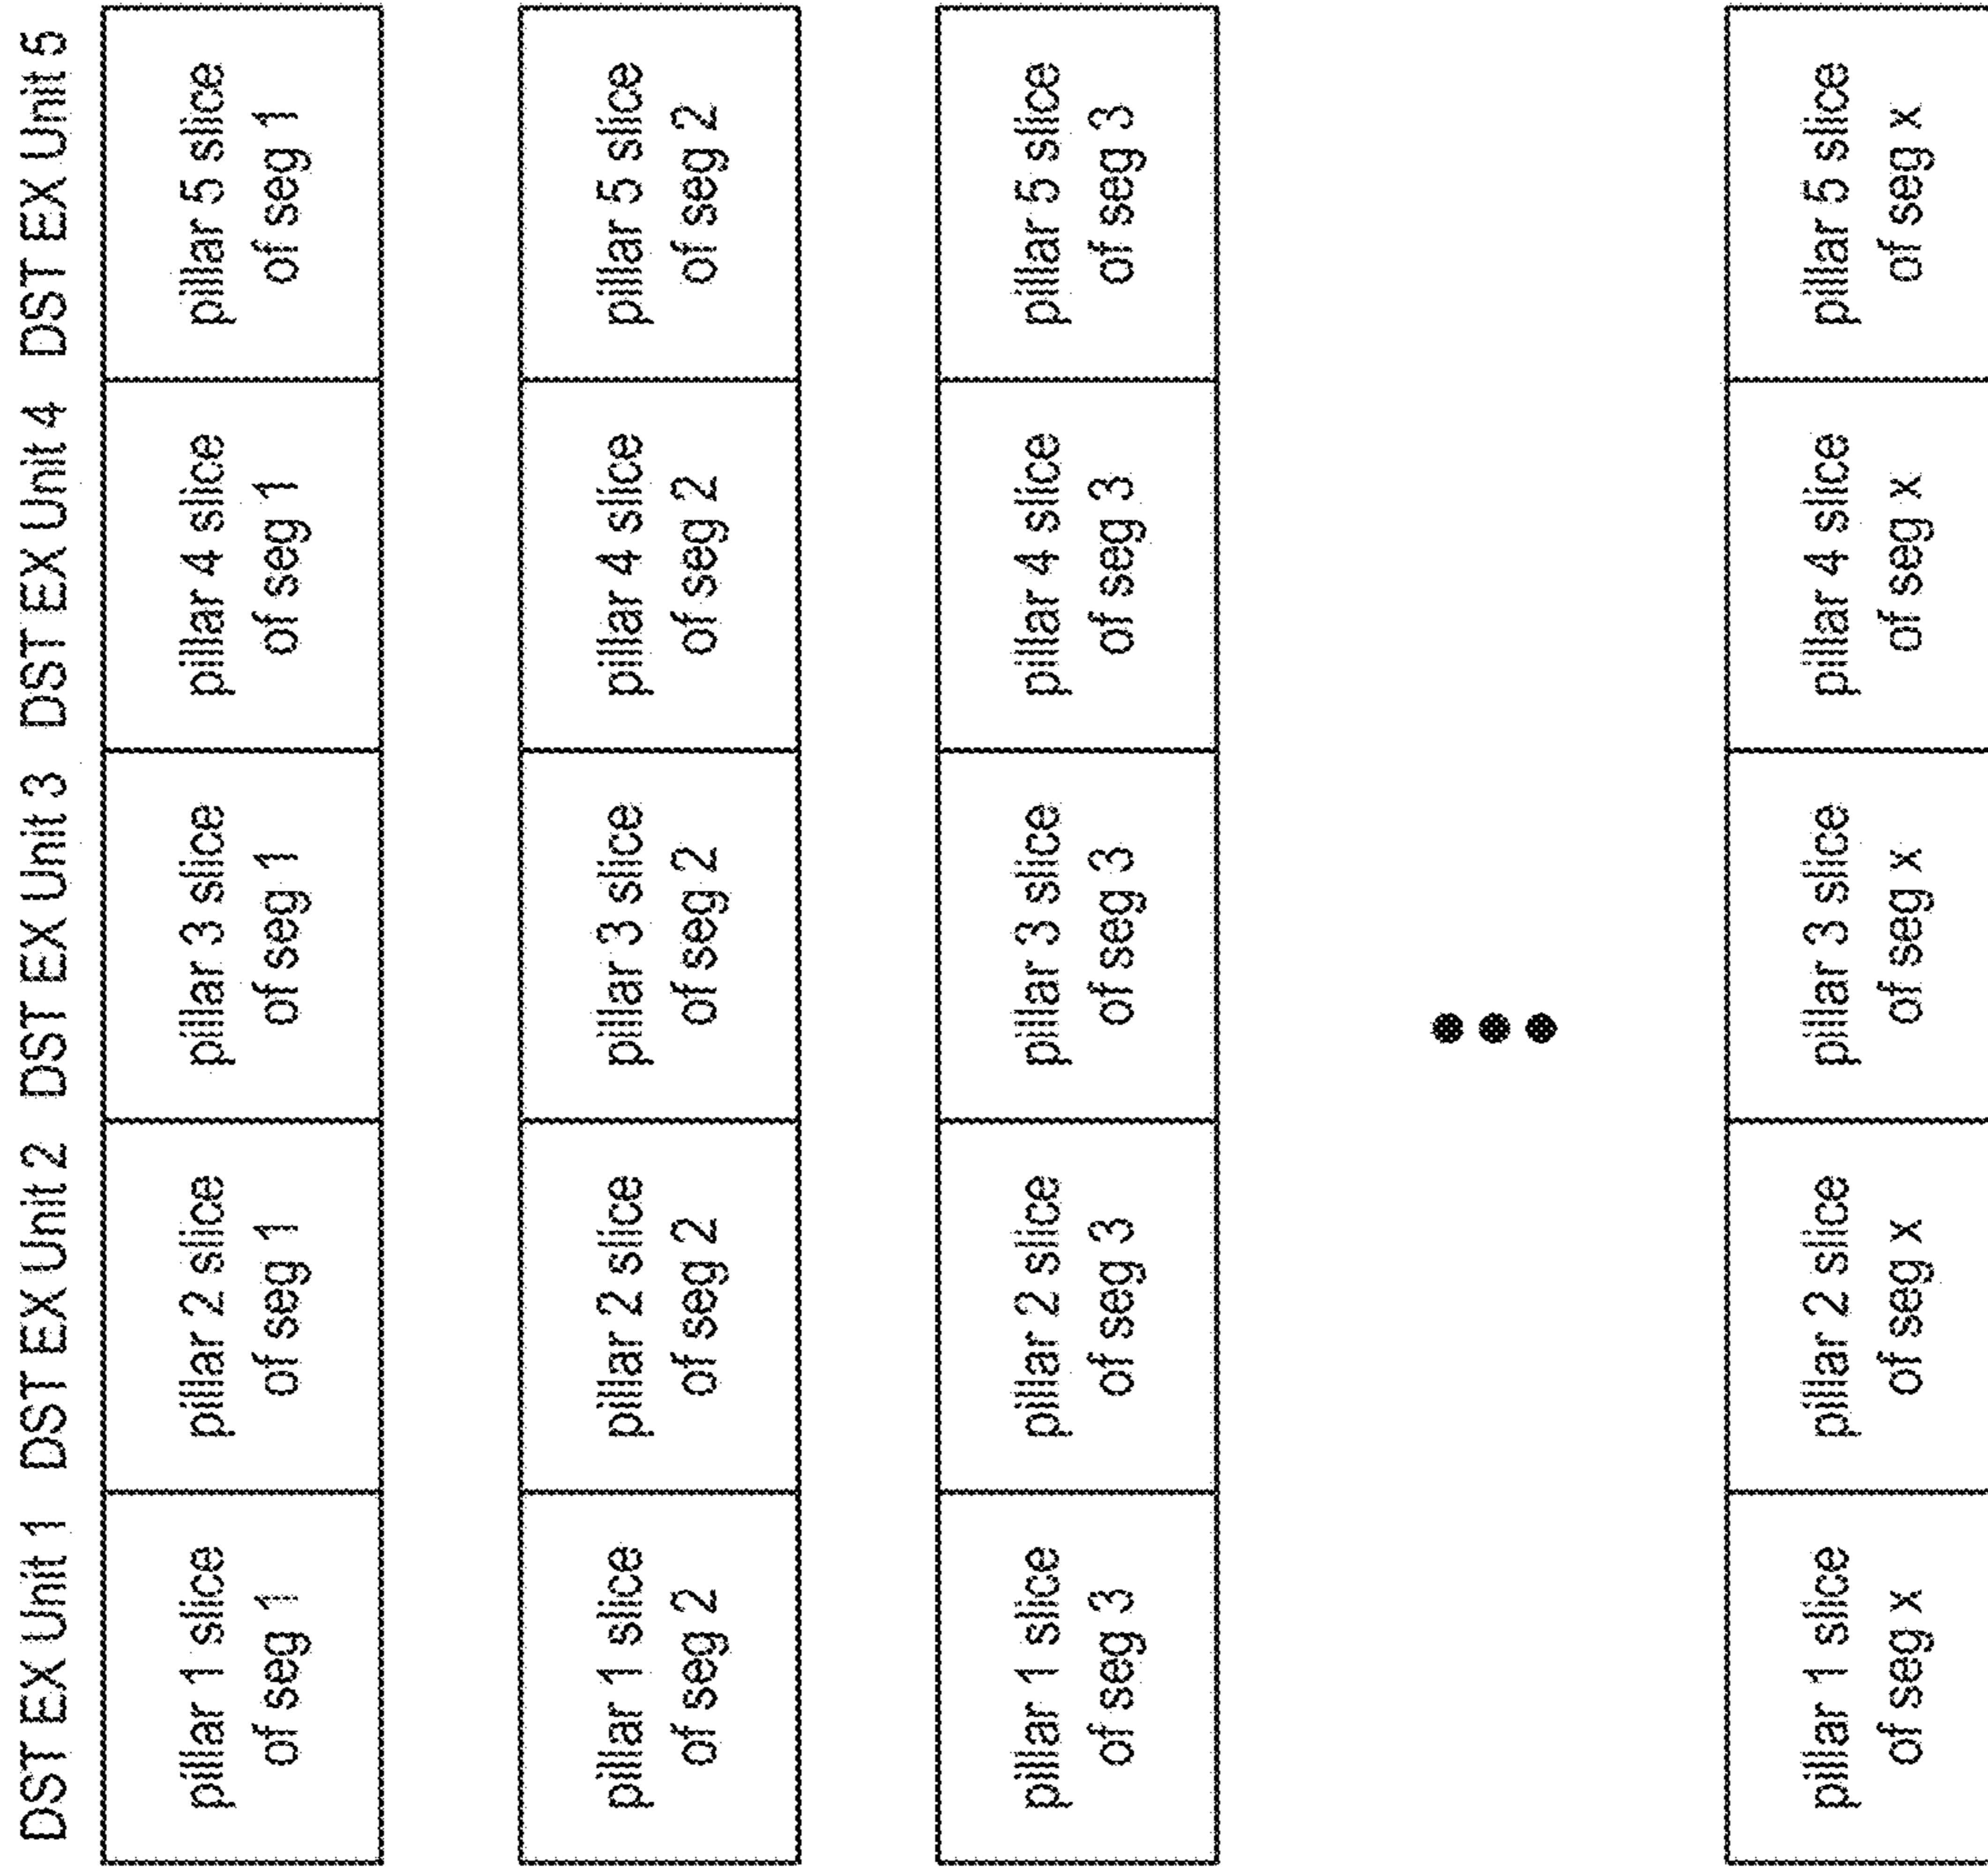 DST EX Unit 1 DST EX Unit 2 DST EX Unit 3 DST EX Unit 4 DST EX Unit 5
pillar 1 slice
of seg 1
pillar 2 slice
of seg 1
pillar 3 slice
of seg 1
pillar 4 slice
of seg 1
pillar 5 slice
of seg 1
pillar 1 slice
of seg 2
pillar 2 slice
of seg 2
pillar 3 slice
of seg 2
pillar 4 slice
of seg 2
pillar 5 slice
of seg 2
pillar 1 slice
of seg 3
pillar 2 slice
of seg 3
pillar 3 slice
of seg 3
pillar 4 slice
of seg 3
pillar 5 slice
of seg 3
pillar 1 slice
of seg x
pillar 2 slice
of seg x
pillar 3 slice
of seg x
pillar 4 slice
of seg x
pillar 5 slice
of seg x